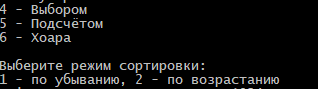 4 - Выбором
5 - Подсчётом
6 - Хоара
Выберите режим сортировки:
1 - по убыванию, 2 - по возрастанию